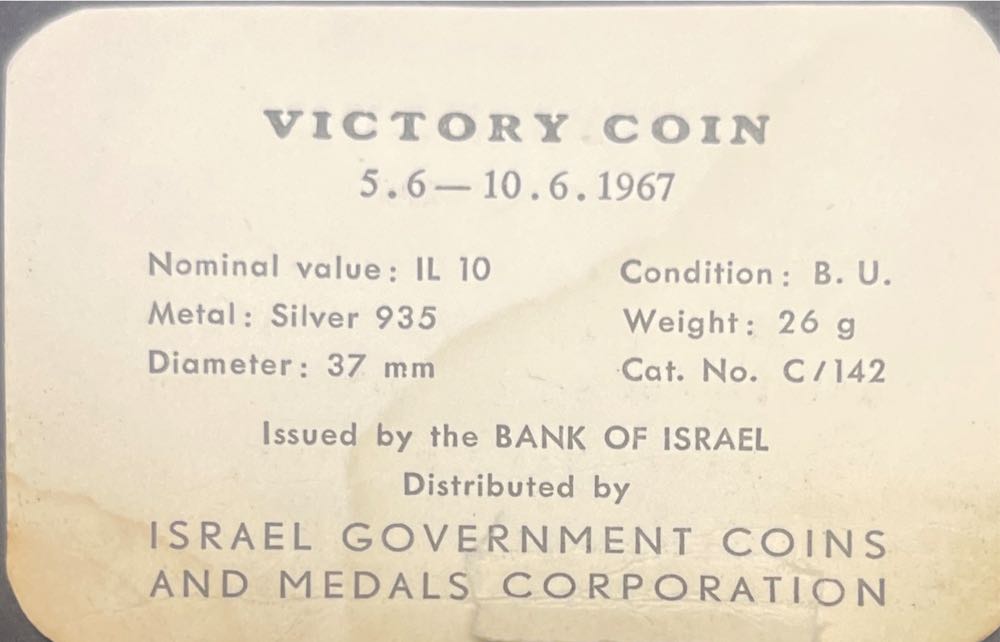 VICTORY COIN
5.6—10.6.1967
Nominal value: IL 10
Condition: B. U.
Metal: Silver 935
Weight: 26 g
Diameter: 37 mm
Cat. No. C/142
Issued by the BANK OF ISRAEL
Distributed by
ISRAEL GOVERNMENT COINS
AND MEDALS CORPORATION